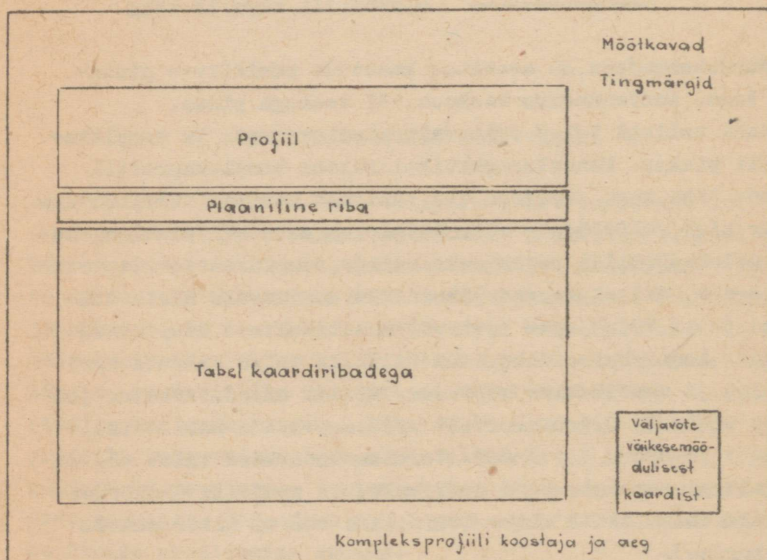 Mõõtkavad
Tingmärgid
Profiil
Plaaniline riba
Tabel kaardiribadega
Väljavõte
väikesemõõ-
dulisest
kaardist.
Kompleksprofiili koostaja ja aeg